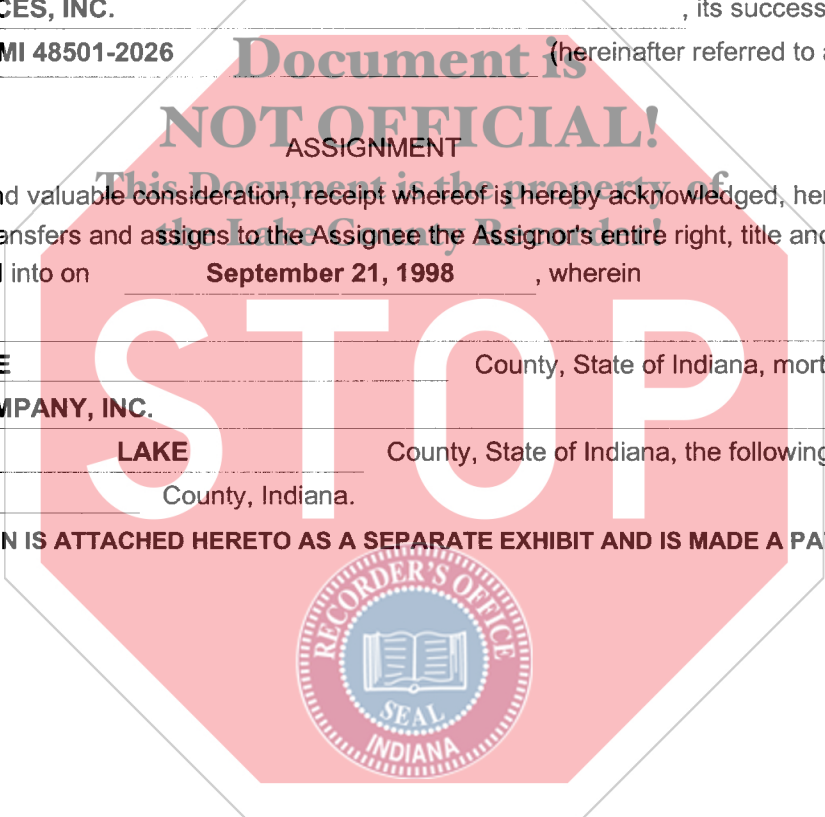 CES, INC. , its success
MI 48501-2026 (hereinafter referred to
Document is
NOT OFFICIAL!
ASSIGNMENT
This Document is the property of
nd valuable consideration, receipt whereof is hereby acknowledged, her
the Lake County Recorder!
ansfers and assigns to the Assignee the Assignor's entire right, title and
into on September 21, 1998 , wherein
STOP
E County, State of Indiana, mort
MPANY, INC.
LAKE County, State of Indiana, the following
County, Indiana.
N IS ATTACHED HERETO AS A SEPARATE EXHIBIT AND IS MADE A PA
RECORDER'S OFFICE
SEAL
INDIANA